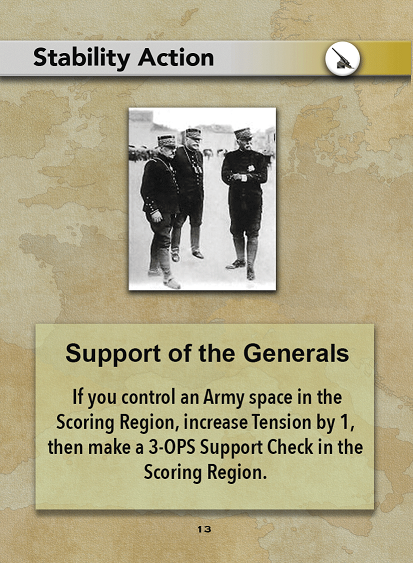 Stability Action
Support of the Generals
If you control an Army space in the
Scoring Region, increase Tension by 1,
then make a 3-OPS Support Check in the
Scoring Region.
13